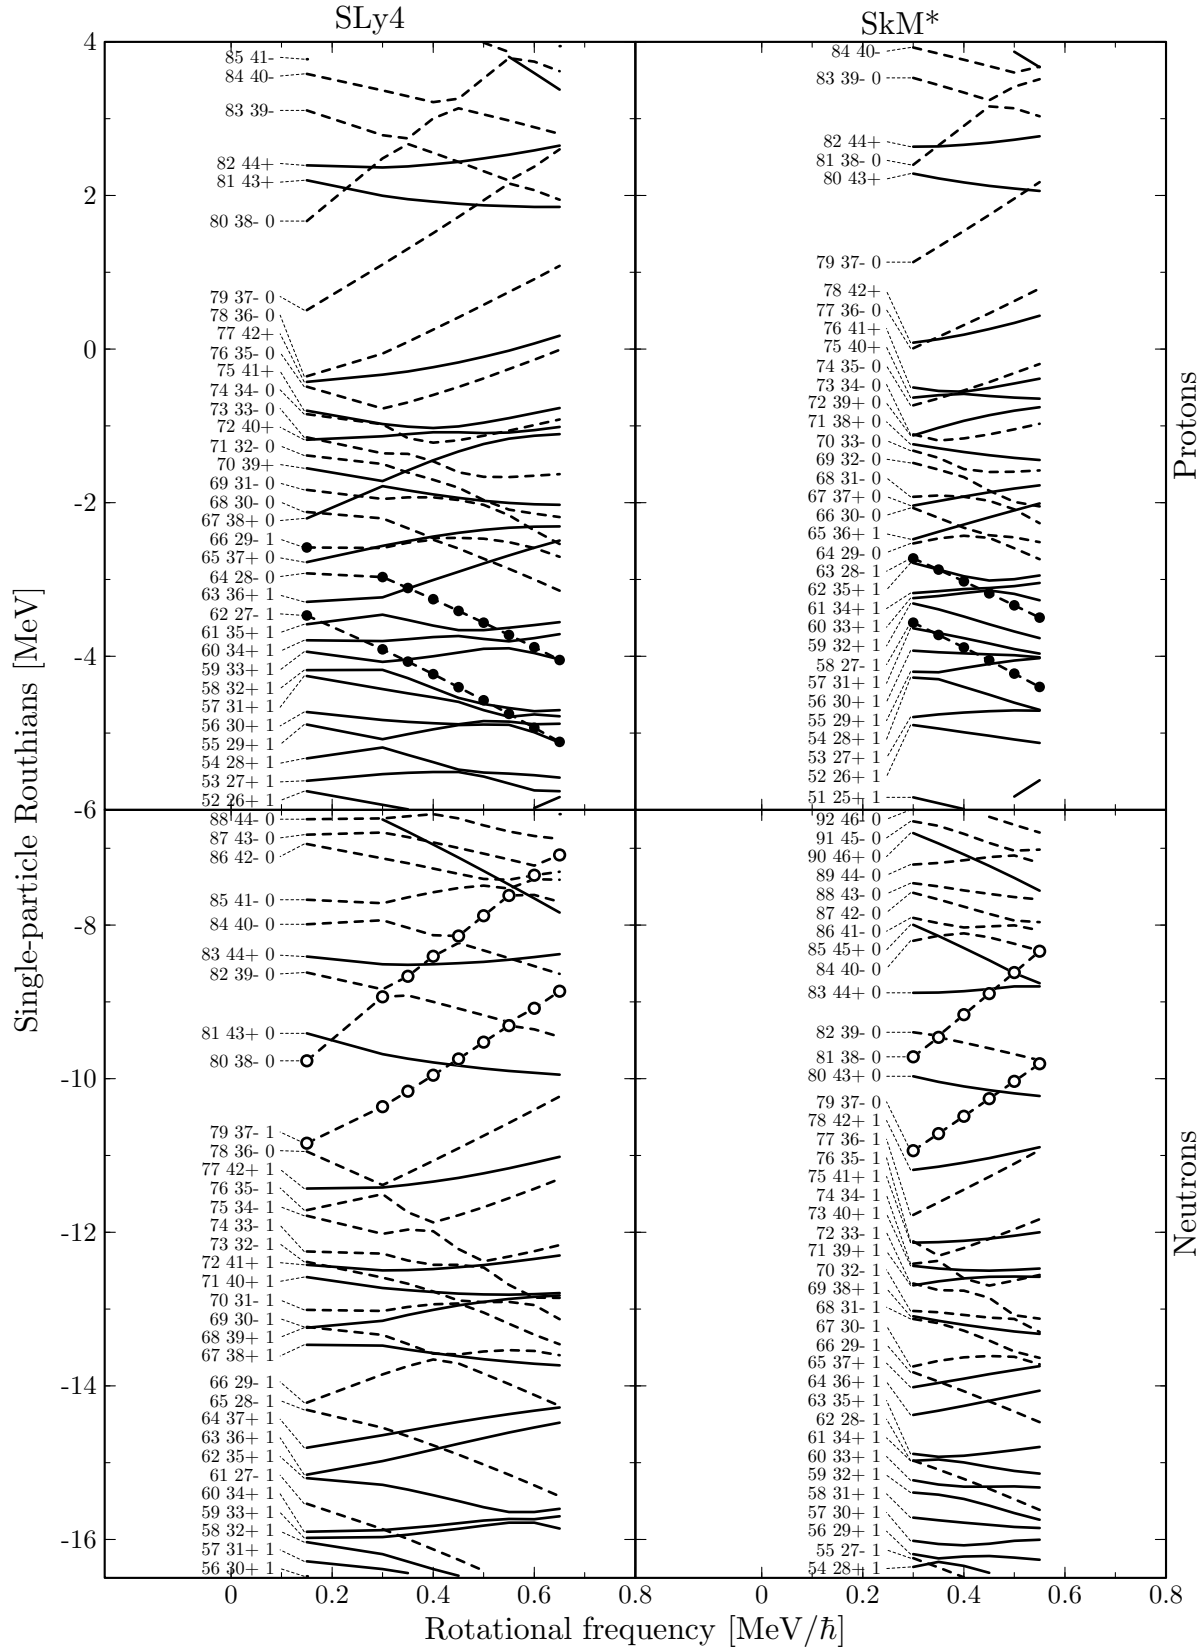 SLy4
SkM*
4
85 41-
84 40-
83 39-
82 44+
81 43+
80 38- 0
79 37- 0
78 36- 0
77 42+
76 35- 0
75 41+
74 34- 0
73 33- 0
72 40+
71 32- 0
70 39+
69 31- 0
68 30- 0
67 38+ 0
66 29- 1
65 37+ 0
64 28- 0
63 36+ 1
62 27- 1
61 35+ 1
60 34+ 1
59 33+ 1
58 32+ 1
57 31+ 1
56 30+ 1
55 29+ 1
54 28+ 1
53 27+ 1
52 26+ 1
2
0
-2
-4
-6
84 40-
83 39- 0
82 44+
81 38- 0
80 43+
79 37- 0
78 42+
77 36- 0
76 41+
75 40+
74 35- 0
73 34- 0
72 39+ 0
71 38+ 0
70 33- 0
69 32- 0
68 31- 0
67 37+ 0
66 30- 0
65 36+ 1
64 29- 0
63 28- 1
62 35+ 1
61 34+ 1
60 33+ 1
59 32+ 1
58 27- 1
57 31+ 1
56 30+ 1
55 29+ 1
54 28+ 1
53 27+ 1
52 26+ 1
51 25+ 1
Protons
Single-particle Routhians [MeV]
88 44- 0
87 43- 0
86 42- 0
85 41- 0
84 40- 0
83 44+ 0
82 39- 0
81 43+ 0
80 38- 0
79 37- 1
78 36- 0
77 42+ 1
76 35- 1
75 34- 1
74 33- 1
73 32- 1
72 41+ 1
71 40+ 1
70 31- 1
69 30- 1
68 39+ 1
67 38+ 1
66 29- 1
65 28- 1
64 37+ 1
63 36+ 1
62 35+ 1
61 27- 1
60 34+ 1
59 33+ 1
58 32+ 1
57 31+ 1
56 30+ 1
-8
-10
-12
-14
-16
92 46- 0
91 45- 0
90 46+ 0
89 44- 0
88 43- 0
87 42- 0
86 41- 0
85 45+ 0
84 40- 0
83 44+ 0
82 39- 0
81 38- 0
80 43+ 0
79 37- 0
78 42+ 1
77 36- 1
76 35- 1
75 41+ 1
74 34- 1
73 40+ 1
72 33- 1
71 39+ 1
70 32- 1
69 38+ 1
68 31- 1
67 30- 1
66 29- 1
65 37+ 1
64 36+ 1
63 35+ 1
62 28- 1
61 34+ 1
60 33+ 1
59 32+ 1
58 31+ 1
57 30+ 1
56 29+ 1
55 27- 1
54 28+ 1
Neutrons
0 0.2 0.4 0.6 0.8 0 0.2 0.4 0.6 0.8
Rotational frequency [MeV/ℏ]